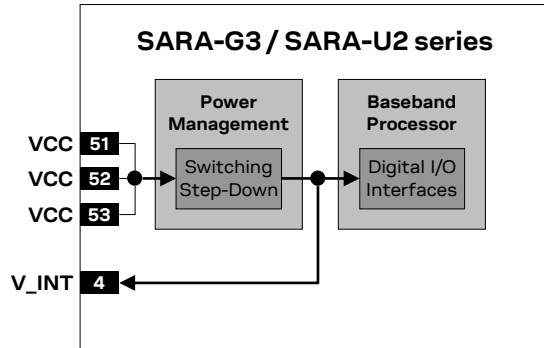 SARA-G3 / SARA-U2 series
Power
Management
Baseband
Processor
Switching
Step-Down
Digital I/O
Interfaces
VCC 51
VCC 52
VCC 53
V_INT 4